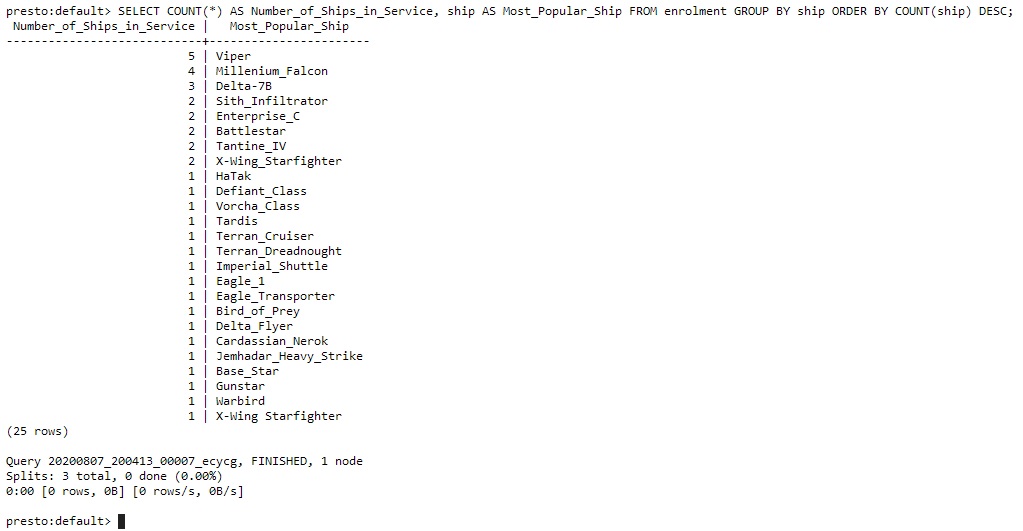 presto:default> SELECT COUNT(*) AS Number_of_Ships_in_Service, ship AS Most_Popular_Ship FROM enrolment GROUP BY ship ORDER BY COUNT(ship) DESC;
 Number_of_Ships_in_Service |   Most_Popular_Ship
----------------------------+-----------------------
                          5 | Viper
                          4 | Millenium_Falcon
                          3 | Delta-7B
                          2 | Sith_Infiltrator
                          2 | Enterprise_C
                          2 | Battlestar
                          2 | Tantine_IV
                          2 | X-Wing_Starfighter
                          1 | HaTak
                          1 | Defiant_Class
                          1 | Vorcha_Class
                          1 | Tardis
                          1 | Terran_Cruiser
                          1 | Terran_Dreadnought
                          1 | Imperial_Shuttle
                          1 | Eagle_1
                          1 | Eagle_Transporter
                          1 | Bird_of_Prey
                          1 | Delta_Flyer
                          1 | Cardassian_Nerok
                          1 | Jemhadar_Heavy_Strike
                          1 | Base_Star
                          1 | Gunstar
                          1 | Warbird
                          1 | X-Wing Starfighter
(25 rows)

Query 20200807_200413_00007_ecycg, FINISHED, 1 node
Splits: 3 total, 0 done (0.00%)
0:00 [0 rows, 0B] [0 rows/s, 0B/s]

presto:default>